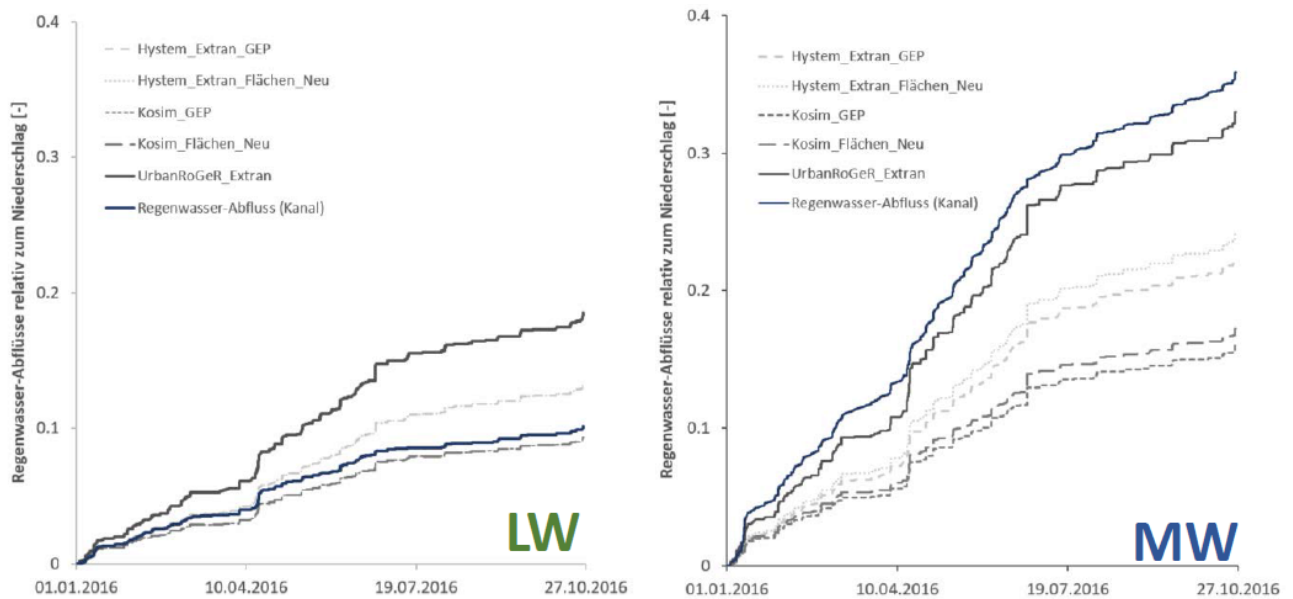 Regenwasser-Abflüsse relativ zum Niederschlag [-]
0.4
0.3
0.2
0.1
0
Hystem_Extran_GEP
Hystem_Extran_Flächen_Neu
Kosim_GEP
Kosim_Flächen_Neu
UrbanRoGeR_Extran
Regenwasser-Abfluss (Kanal)
LW
01.01.2016 10.04.2016 19.07.2016 27.10.2016
Regenwasser-Abflüsse relativ zum Niederschlag [-]
0.4
0.3
0.2
0.1
0
Hystem_Extran_GEP
Hystem_Extran_Flächen_Neu
Kosim_GEP
Kosim_Flächen_Neu
UrbanRoGeR_Extran
Regenwasser-Abfluss (Kanal)
MW
01.01.2016 10.04.2016 19.07.2016 27.10.2016